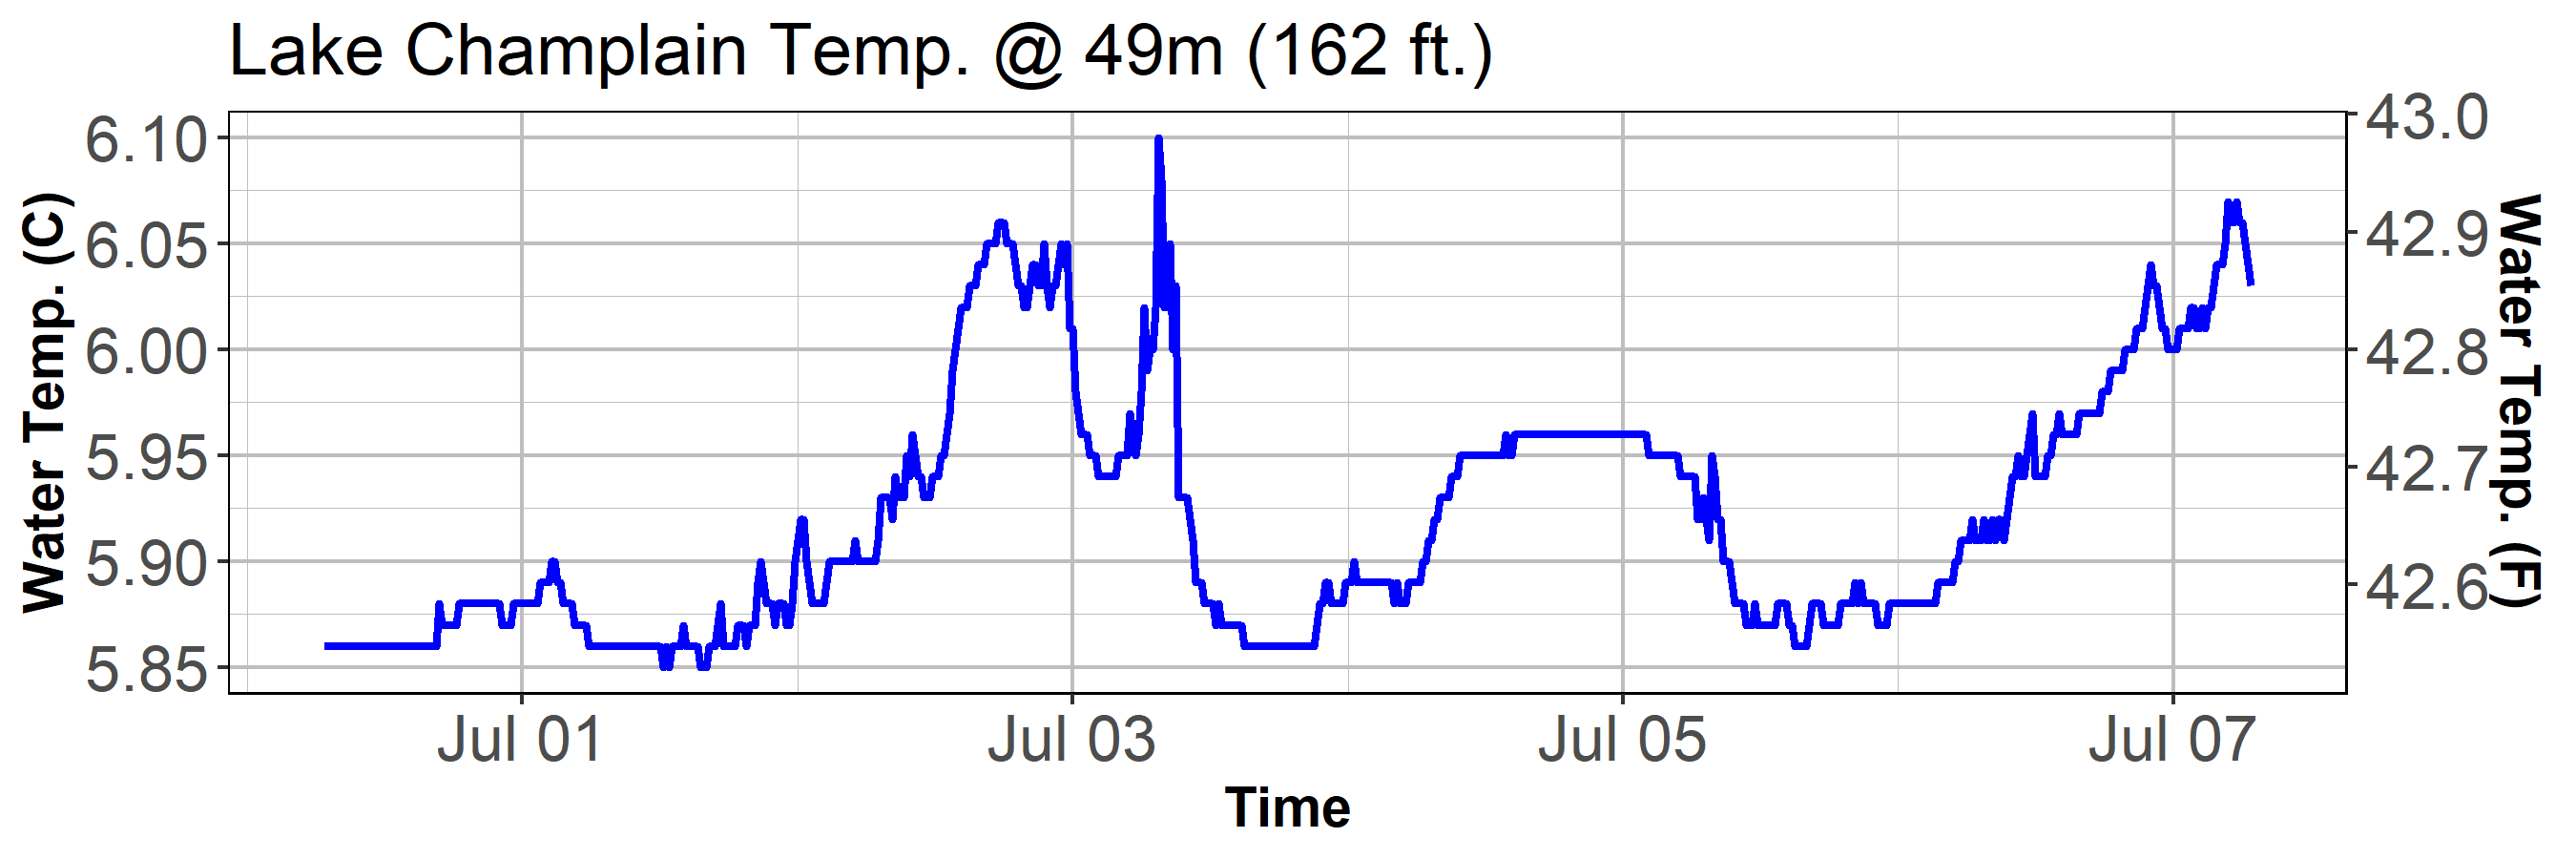 Lake Champlain Temp. @ 49m (162 ft.)
Water Temp. (C)
6.10
6.05
6.00
5.95
5.90
5.85
43.0
42.9
42.8
42.7
42.6
Water Temp. (F)
Jul 01
Jul 03
Jul 05
Jul 07
Time